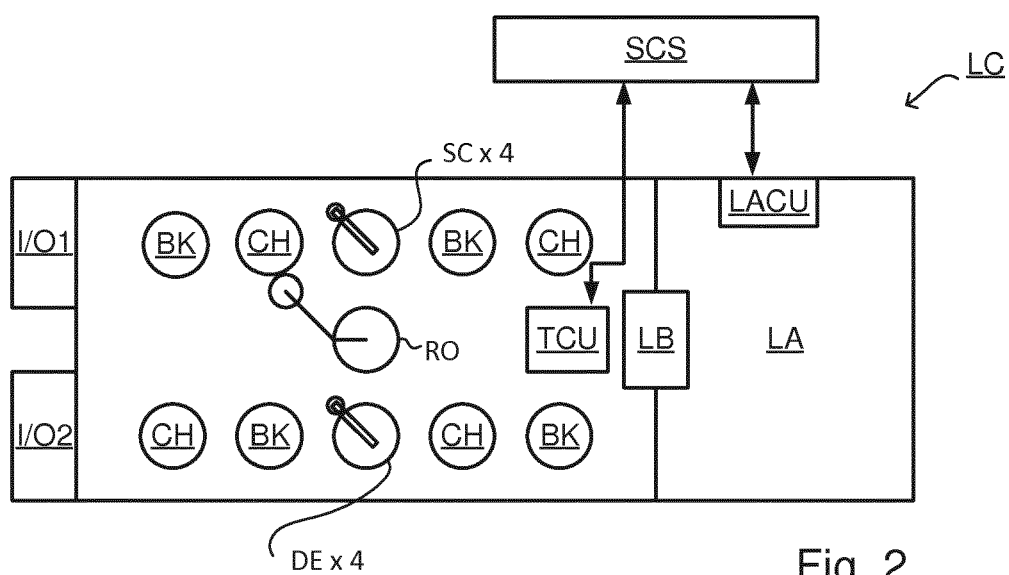 SCS
LC
SC x 4
LACU
I/O1
BK
CH
BK
CH
RO
TCU
LB
LA
I/O2
CH
BK
CH
BK
DE x 4
Fig. 2